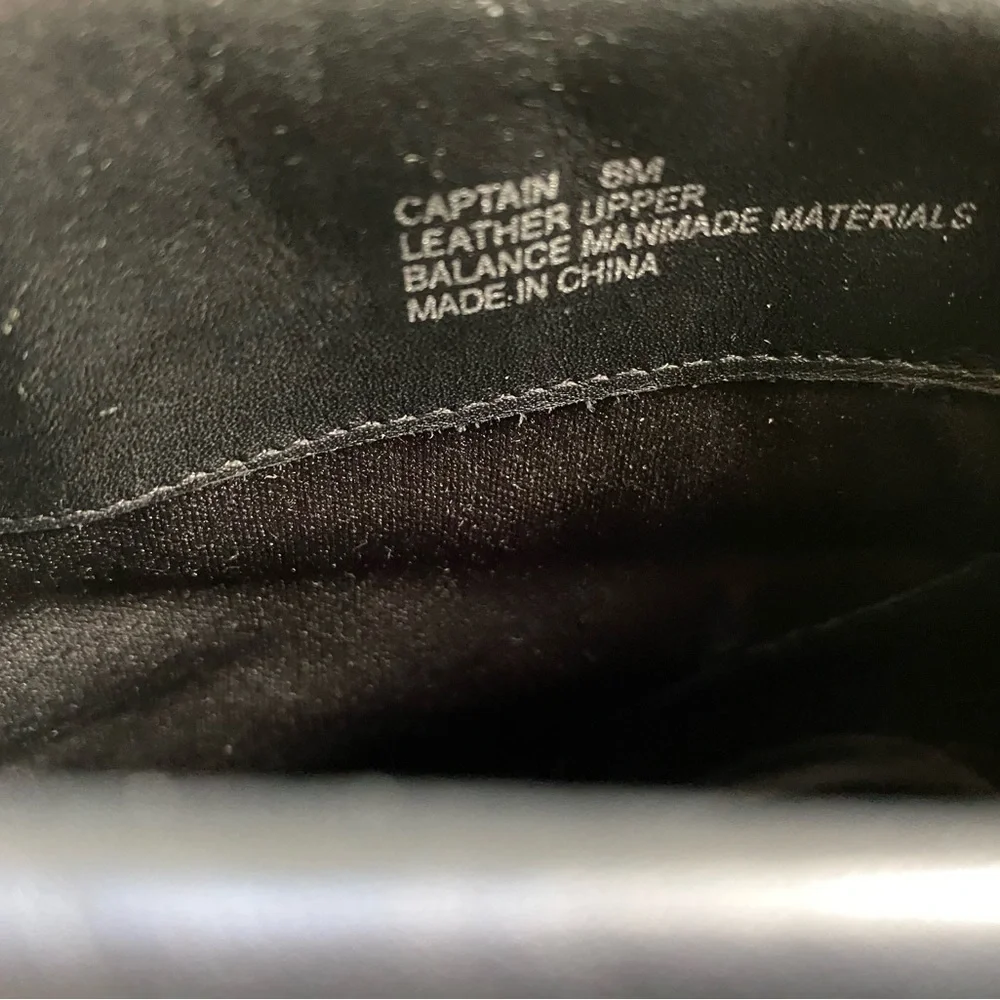 CAPTAIN 8M
LEATHER UPPER
BALANCE MANMADE MATERIALS
MADE IN CHINA